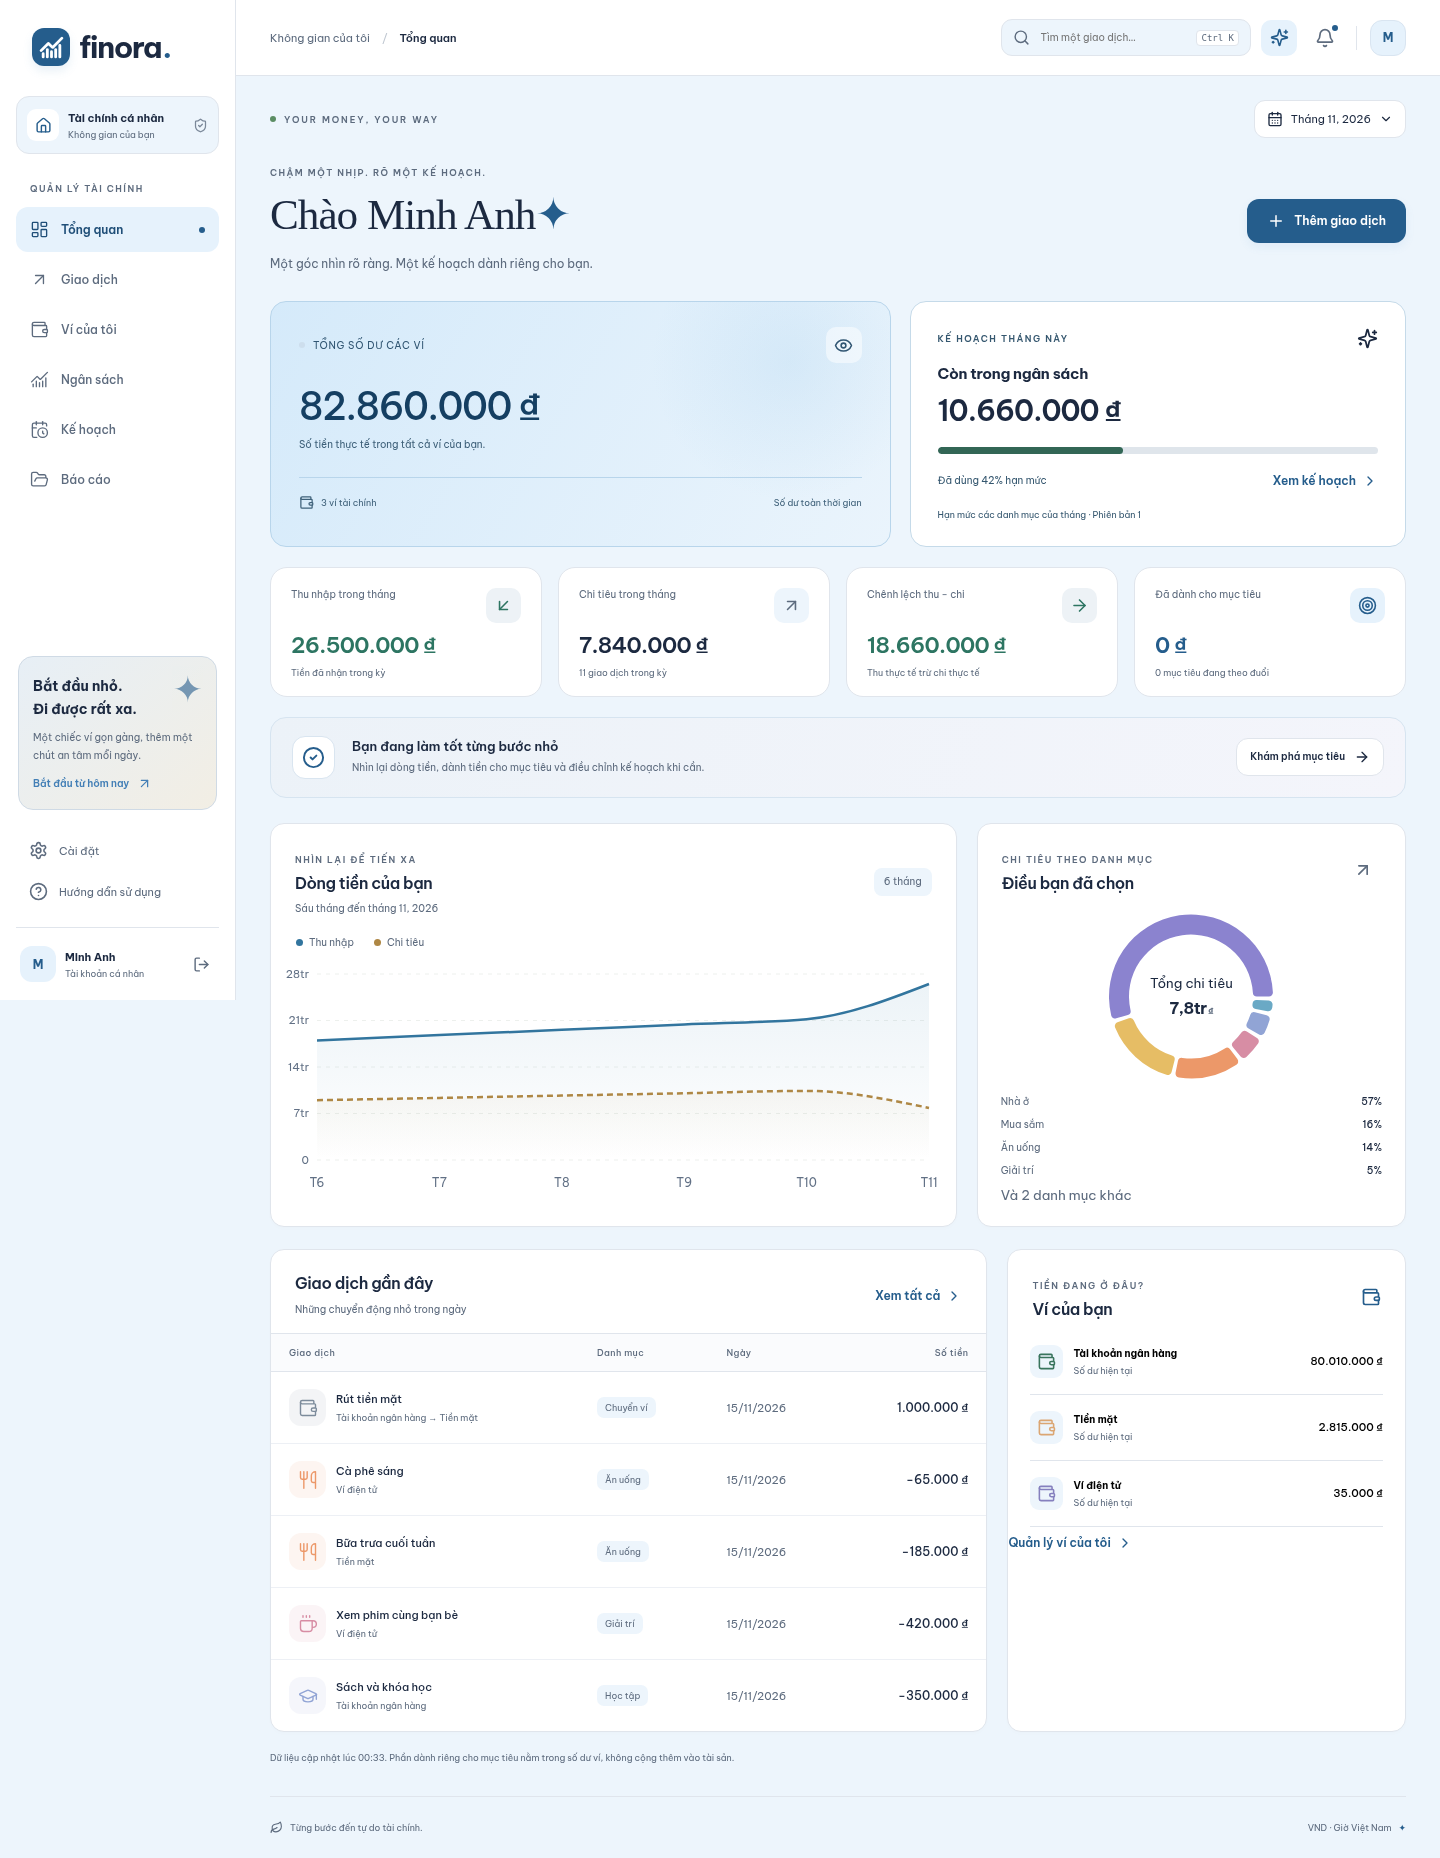 finora.
Tài chính cá nhân
Không gian của bạn
QUẢN LÝ TÀI CHÍNH
Tổng quan
Giao dịch
Ví của tôi
Ngân sách
Kế hoạch
Báo cáo
Bắt đầu nhỏ.
Đi được rất xa.
Một chiếc ví gọn gàng, thêm một
chút an tâm mỗi ngày.
Bắt đầu từ hôm nay
Cài đặt
Hướng dẫn sử dụng
M
Minh Anh
Tài khoản cá nhân
Không gian của tôi / Tổng quan
Tìm một giao dịch...
Ctrl K
M
YOUR MONEY, YOUR WAY
Tháng 11, 2026
CHẬM MỘT NHỊP. RÕ MỘT KẾ HOẠCH.
Chào Minh Anh✦
Một góc nhìn rõ ràng. Một kế hoạch dành riêng cho bạn.
Thêm giao dịch
TỔNG SỐ DƯ CÁC VÍ
82.860.000 ₫
Số tiền thực tế trong tất cả ví của bạn.
3 ví tài chính
Số dư toàn thời gian
KẾ HOẠCH THÁNG NÀY
Còn trong ngân sách
10.660.000 ₫
Đã dùng 42% hạn mức
Xem kế hoạch
Hạn mức các danh mục của tháng · Phiên bản 1
Thu nhập trong tháng
26.500.000 ₫
Tiền đã nhận trong kỳ
Chi tiêu trong tháng
7.840.000 ₫
11 giao dịch trong kỳ
Chênh lệch thu – chi
18.660.000 ₫
Thu thực tế trừ chi thực tế
Đã dành cho mục tiêu
0 ₫
0 mục tiêu đang theo đuổi
Bạn đang làm tốt từng bước nhỏ
Nhìn lại dòng tiền, dành tiền cho mục tiêu và điều chỉnh kế hoạch khi cần.
Khám phá mục tiêu
NHÌN LẠI ĐỂ TIẾN XA
Dòng tiền của bạn
Sáu tháng đến tháng 11, 2026
6 tháng
Thu nhập
Chi tiêu
28tr
21tr
14tr
7tr
0
T6 T7 T8 T9 T10 T11
CHI TIÊU THEO DANH MỤC
Điều bạn đã chọn
Tổng chi tiêu
7,8tr ₫
Nhà ở 57%
Mua sắm 16%
Ăn uống 14%
Giải trí 5%
Và 2 danh mục khác
Giao dịch gần đây
Những chuyển động nhỏ trong ngày
Xem tất cả
Giao dịch Danh mục Ngày Số tiền
Rút tiền mặt
Tài khoản ngân hàng → Tiền mặt
Chuyển ví
15/11/2026
1.000.000 ₫
Cà phê sáng
Ví điện tử
Ăn uống
15/11/2026
-65.000 ₫
Bữa trưa cuối tuần
Tiền mặt
Ăn uống
15/11/2026
-185.000 ₫
Xem phim cùng bạn bè
Ví điện tử
Giải trí
15/11/2026
-420.000 ₫
Sách và khóa học
Tài khoản ngân hàng
Học tập
15/11/2026
-350.000 ₫
TIỀN ĐANG Ở ĐÂU?
Ví của bạn
Tài khoản ngân hàng
Số dư hiện tại
80.010.000 ₫
Tiền mặt
Số dư hiện tại
2.815.000 ₫
Ví điện tử
Số dư hiện tại
35.000 ₫
Quản lý ví của tôi
Dữ liệu cập nhật lúc 00:33. Phần dành riêng cho mục tiêu nằm trong số dư ví, không cộng thêm vào tài sản.
Từng bước đến tự do tài chính.
VND · Giờ Việt Nam ✦